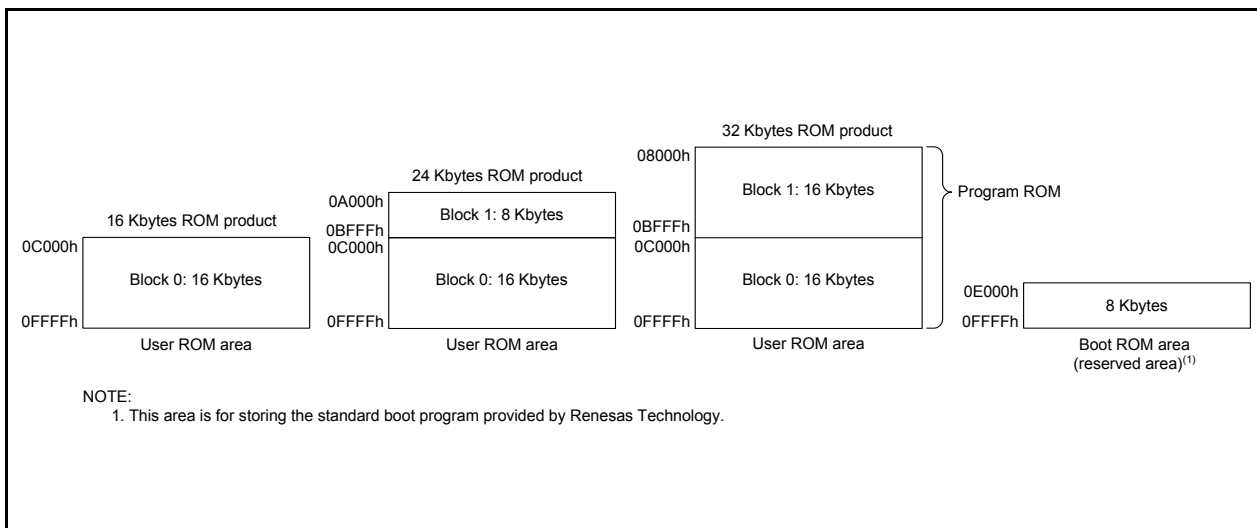 16 Kbytes ROM product
0C000h
Block 0: 16 Kbytes
0FFFFh
User ROM area
24 Kbytes ROM product
0A000h
Block 1: 8 Kbytes
0BFFFh
0C000h
Block 0: 16 Kbytes
0FFFFh
User ROM area
32 Kbytes ROM product
08000h
Block 1: 16 Kbytes
0BFFFh
0C000h
Block 0: 16 Kbytes
0FFFFh
User ROM area
Program ROM
0E000h
8 Kbytes
0FFFFh
Boot ROM area
(reserved area)(1)
NOTE:
1. This area is for storing the standard boot program provided by Renesas Technology.